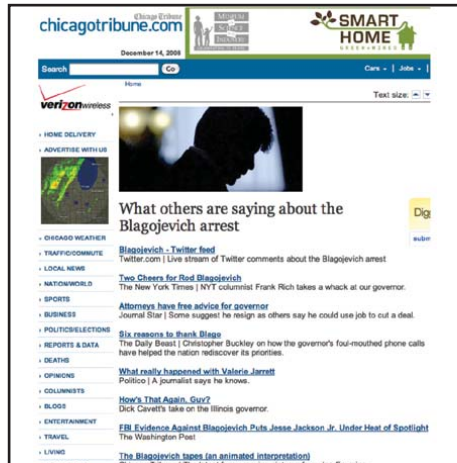 Chicago Tribune
chicagotribune.com
MUSEUM
OF
SCIENCE
AND
INDUSTRY
SMART
HOME
GREEN + WIRED
December 14, 2008
Search
Go
Cars
Jobs
Home
Text size:
verizonwireless
HOME DELIVERY
ADVERTISE WITH US
What others are saying about the
Blagojevich arrest
Digg
subm
Blagojevich - Twitter feed
Twitter.com | Live stream of Twitter comments about the Blagojevich arrest
Two Cheers for Rod Blagojevich
The New York Times | NYT columnist Frank Rich takes a whack at our governor.
Attorneys have free advice for governor
Journal Star | Some suggest he resign as others say he could use job to cut a deal.
Six reasons to thank Blago
The Daily Beast | Christopher Buckley on how the governor's foul-mouthed phone calls
have helped the nation rediscover its priorities.
What really happened with Valerie Jarrett
Politico | A journalist says he knows.
How's That Again, Guv?
Dick Cavett's take on the Illinois governor.
FBI Evidence Against Blagojevich Puts Jesse Jackson Jr. Under Heat of Spotlight
The Washington Post
The Blagojevich tapes (an animated interpretation)
CHICAGO WEATHER
TRAFFIC/COMMUTE
LOCAL NEWS
NATION/WORLD
SPORTS
BUSINESS
POLITICS/ELECTIONS
REPORTS & DATA
DEATHS
OPINIONS
COLUMNISTS
BLOGS
ENTERTAINMENT
TRAVEL
LIVING